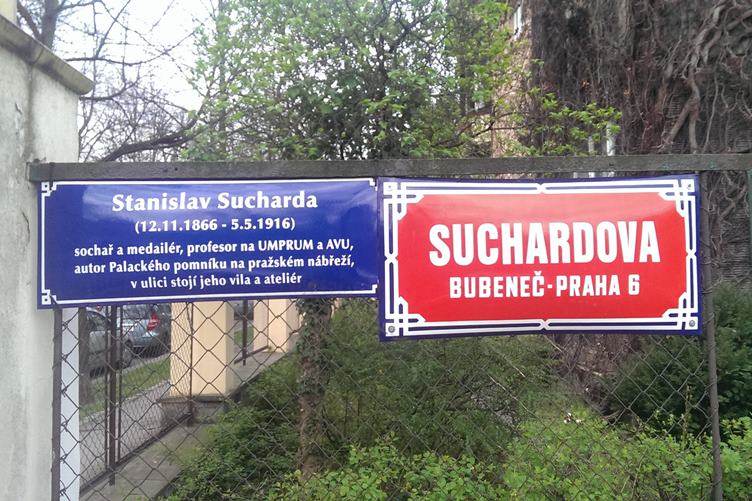 Stanislav Sucharda
(12.11.1866 - 5.5.1916)
sochař a medailér, profesor na UMPRUM a AVU,
autor Palackého pomníku na pražském nábřeží,
v ulici stojí jeho vila a ateliér
SUCHARDOVA
BUBENEČ-PRAHA 6